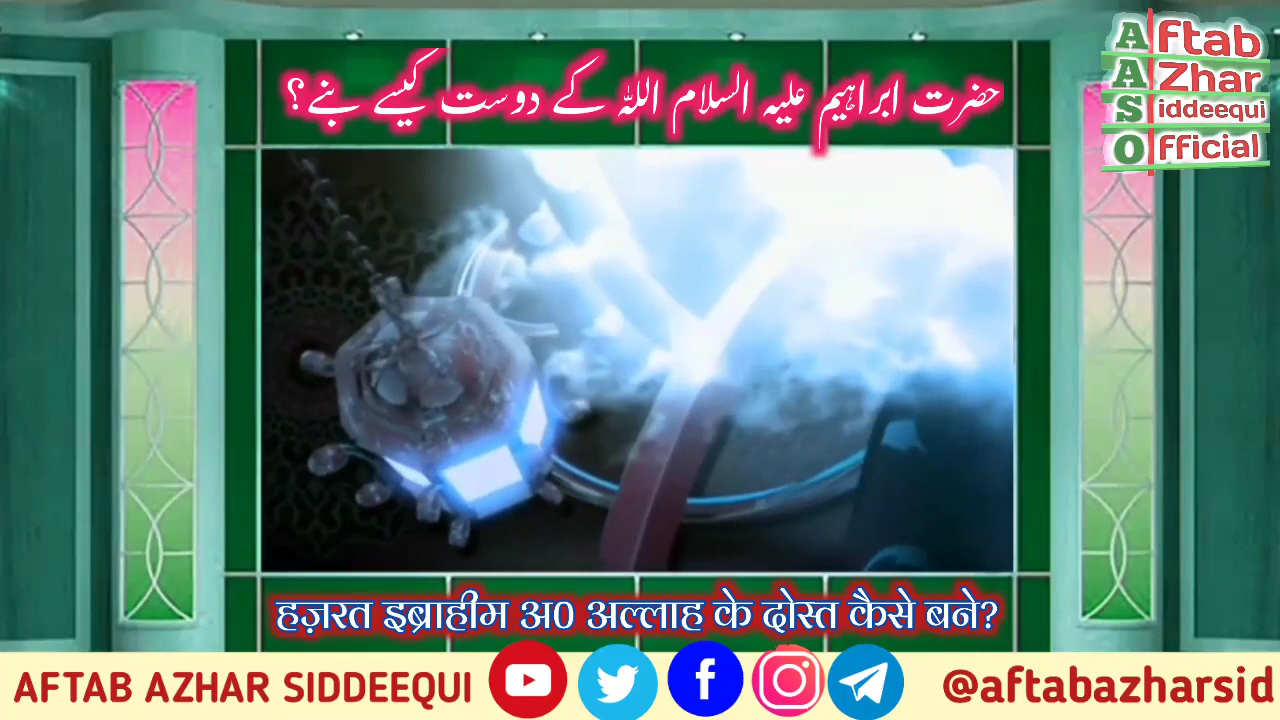 حضرت ابراہیم علیہ السلام اللہ کے دوست کیسے بنے؟
Aftab
AZhar
Siddeequi
Official
हज़रत इब्राहीम अ0 अल्लाह के दोस्त कैसे बने?
AFTAB AZHAR SIDDEEQUI
@aftabazharsid